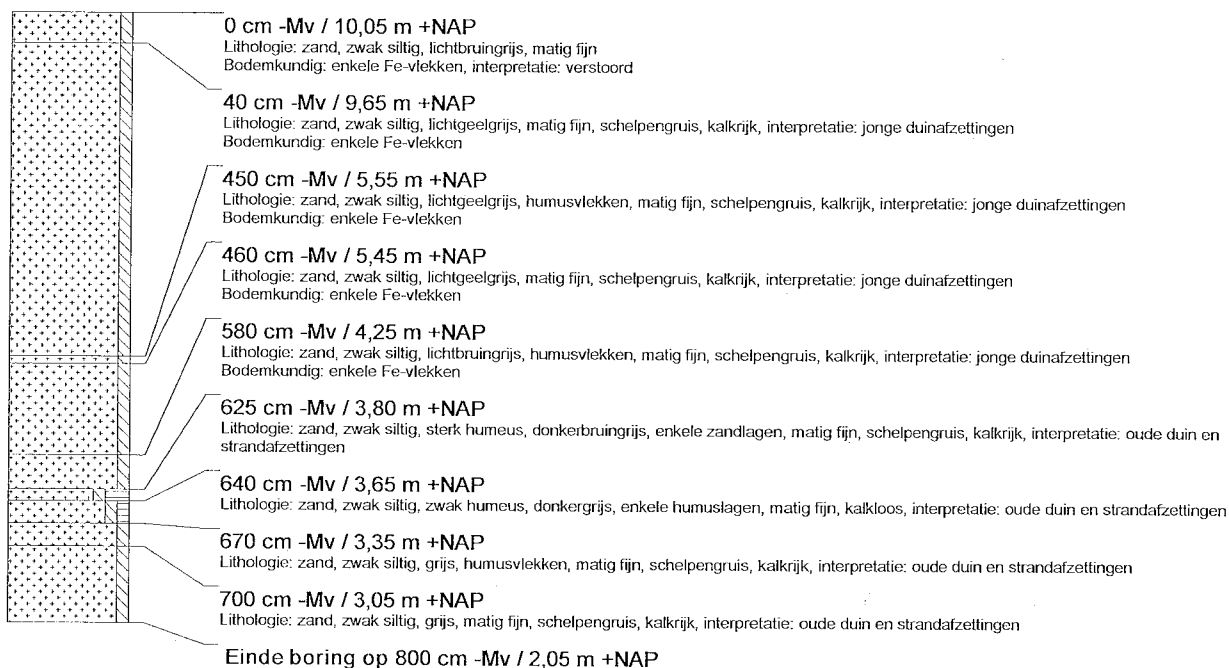 0 cm -Mv / 10,05 m +NAP
Lithologie: zand, zwak siltig, lichtbruingrijs, matig fijn
Bodemkundig: enkele Fe-vlekken, interpretatie: verstoord
40 cm -Mv / 9,65 m +NAP
Lithologie: zand, zwak siltig, lichtgeelgrijs, matig fijn, schelpengruis, kalkrijk, interpretatie: jonge duinafzettingen
Bodemkundig: enkele Fe-vlekken
450 cm -Mv / 5,55 m +NAP
Lithologie: zand, zwak siltig, lichtgeelgrijs, humusvlekken, matig fijn, schelpengruis, kalkrijk, interpretatie: jonge duinafzettingen
Bodemkundig: enkele Fe-vlekken
460 cm -Mv / 5,45 m +NAP
Lithologie: zand, zwak siltig, lichtgeelgrijs, matig fijn, schelpengruis, kalkrijk, interpretatie: jonge duinafzettingen
Bodemkundig: enkele Fe-vlekken
580 cm -Mv / 4,25 m +NAP
Lithologie: zand, zwak siltig, lichtbruingrijs, humusvlekken, matig fijn, schelpengruis, kalkrijk, interpretatie: jonge duinafzettingen
Bodemkundig: enkele Fe-vlekken
625 cm -Mv / 3,80 m +NAP
Lithologie: zand, zwak siltig, sterk humeus, donkerbruingrijs, enkele zandlagen, matig fijn, schelpengruis, kalkrijk, interpretatie: oude duin en
strandafzettingen
640 cm -Mv / 3,65 m +NAP
Lithologie: zand, zwak siltig, zwak humeus, donkergrijs, enkele humuslagen, matig fijn, kalkloos, interpretatie: oude duin en strandafzettingen
670 cm -Mv / 3,35 m +NAP
Lithologie: zand, zwak siltig, grijs, humusvlekken, matig fijn, schelpengruis, kalkrijk, interpretatie: oude duin en strandafzettingen
700 cm -Mv / 3,05 m +NAP
Lithologie: zand, zwak siltig, grijs, matig fijn, schelpengruis, kalkrijk, interpretatie: oude duin en strandafzettingen
Einde boring op 800 cm -Mv / 2,05 m +NAP